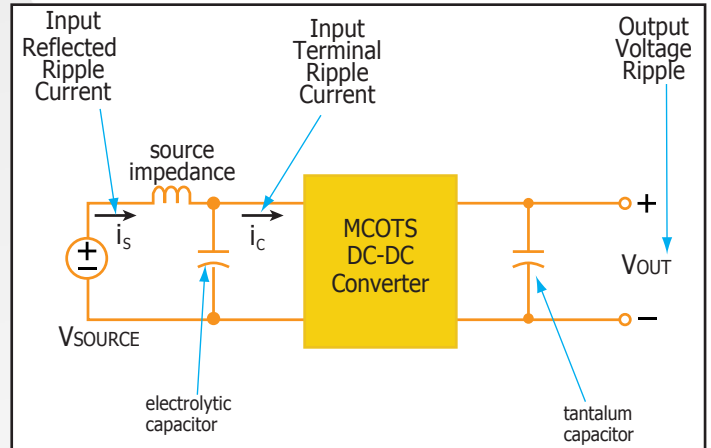 Input
Reflected
Ripple
Current
Input
Terminal
Ripple
Current
Output
Voltage
Ripple
source
impedance
iS
iC
MCOTS
DC-DC
Converter
+
VOUT
−
+
−
VSOURCE
electrolytic
capacitor
tantalum
capacitor